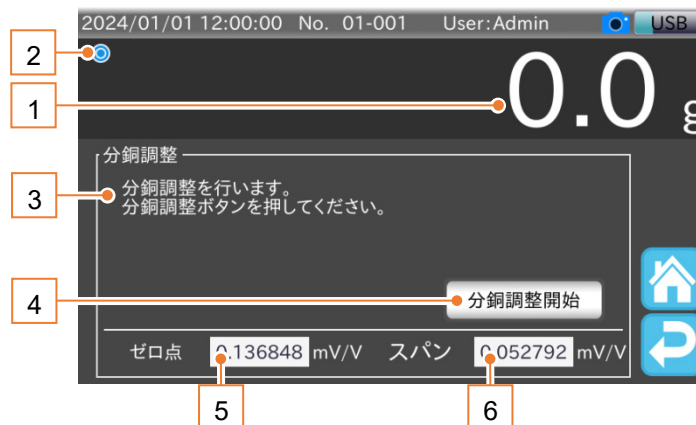 2024/01/01 12:00:00 No. 01-001 User:Admin USB
2
1
0.0 g
分銅調整
3
分銅調整を行います。
分銅調整ボタンを押してください。
4
分銅調整開始
ゼロ点 0.136848 mV/V スパン 0.052792 mV/V
5
6